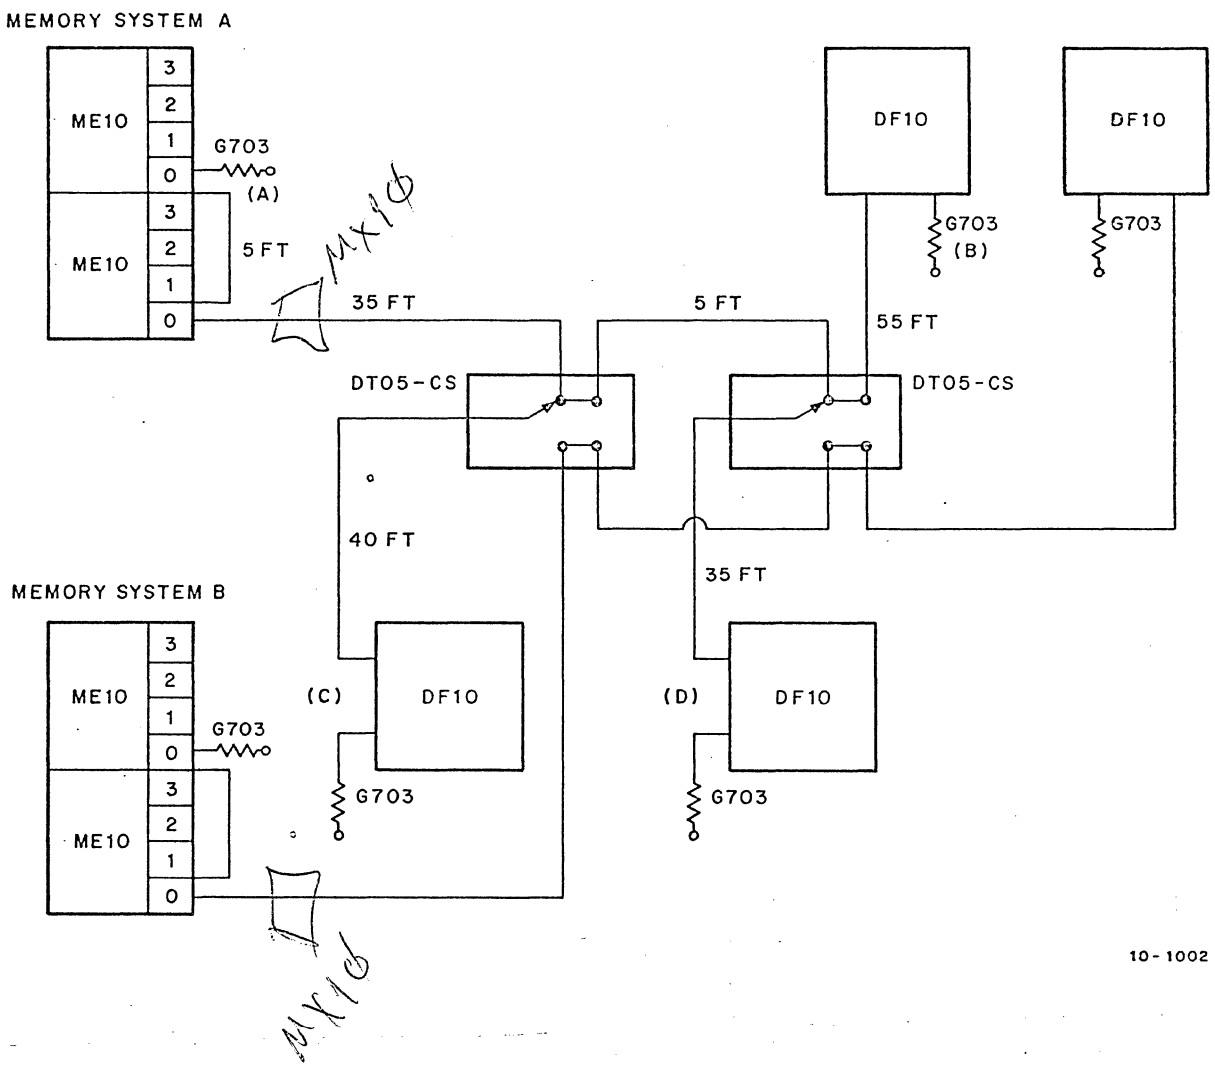 MEMORY SYSTEM A
ME10
3
2
1
0
G703
(A)
ME10
3
2
1
0
5 FT
MX10
35 FT
5 FT
DF10
DF10
G703
(B)
G703
55 FT
DT05-CS
DT05-CS
40 FT
35 FT
MEMORY SYSTEM B
ME10
3
2
1
0
G703
ME10
3
2
1
0
(C)
DF10
G703
(D)
DF10
G703
MX10
10-1002